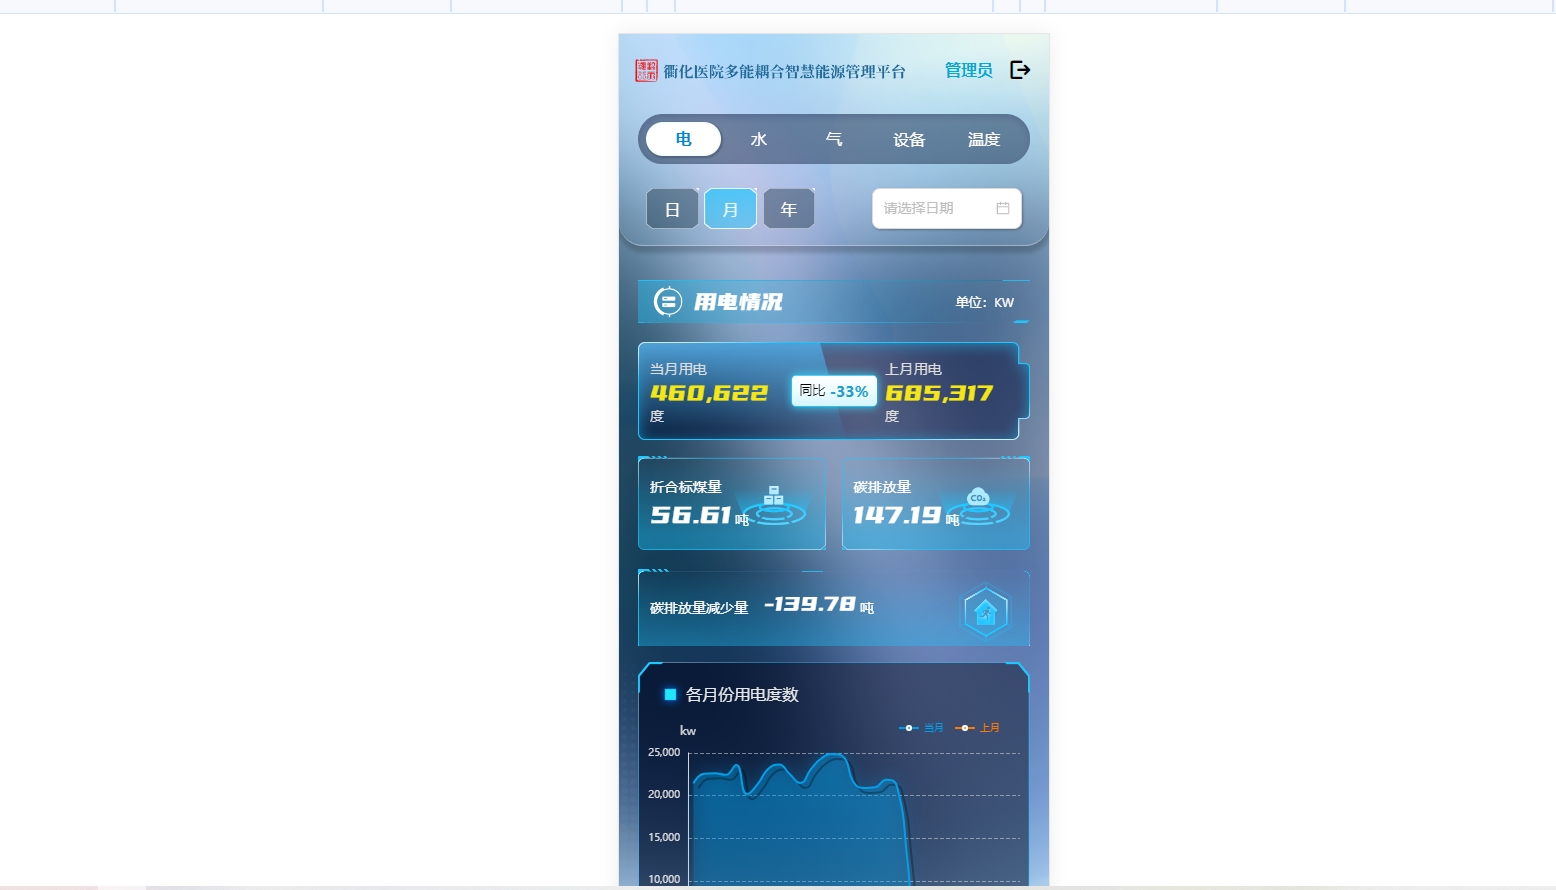 衢化医院多能耦合智慧能源管理平台 管理员
电 水 气 设备 温度
日 月 年 请选择日期
用电情况 单位：KW
当月用电 上月用电
460,622 同比 -33% 685,317
度 度
折合标煤量 碳排放量
CO₂
56.61 吨 147.19 吨
碳排放量减少量 -139.78 吨
各月份用电度数
kw 当月 上月
25,000
20,000
15,000
10,000